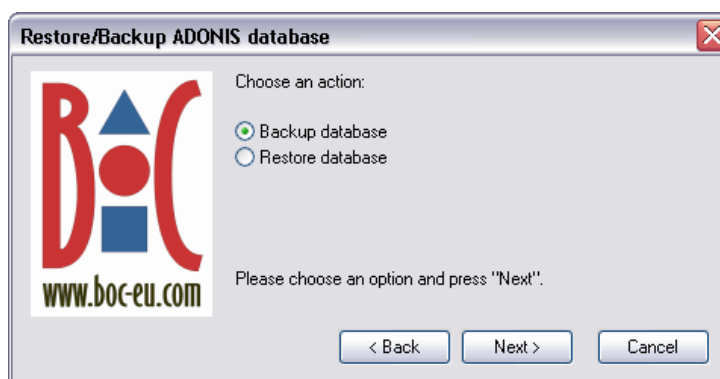 Restore/Backup ADONIS database
Choose an action:
Backup database
Restore database
BOC
www.boc-eu.com
Please choose an option and press "Next".
< Back
Next >
Cancel